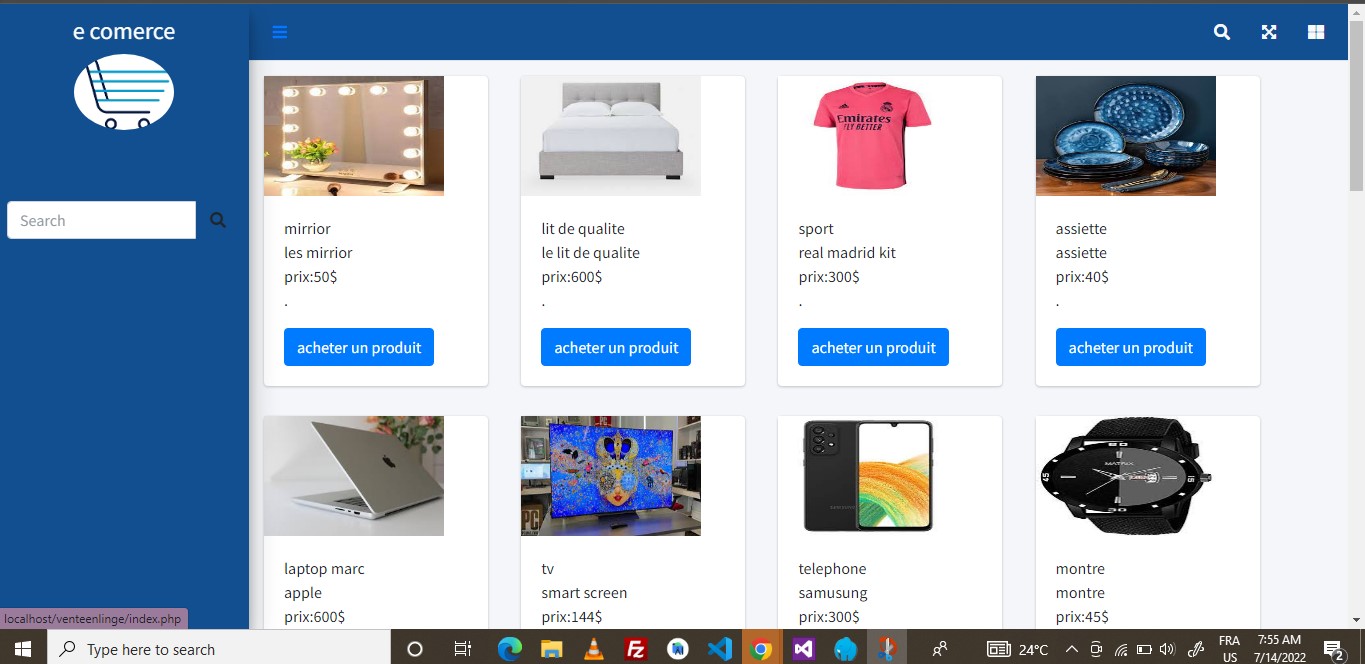 e comerce
Search
mirrior
les mirrior
prix:50$
.
acheter un produit
lit de qualite
le lit de qualite
prix:600$
.
acheter un produit
Emirates
FLY BETTER
sport
real madrid kit
prix:300$
.
acheter un produit
assiette
assiette
prix:40$
.
acheter un produit
laptop marc
apple
prix:600$
tv
smart screen
prix:144$
SAMSUNG
telephone
samusung
prix:300$
MATRIX
45
30
montre
montre
prix:45$
localhost/venteenlinge/index.php
Type here to search
24°C
FRA
US
7:55 AM
7/14/2022
2